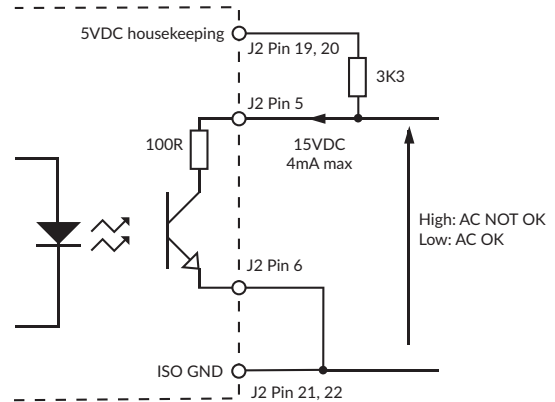 5VDC housekeeping
J2 Pin 19, 20
3K3
J2 Pin 5
100R
15VDC
4mA max
High: AC NOT OK
Low: AC OK
J2 Pin 6
ISO GND
J2 Pin 21, 22